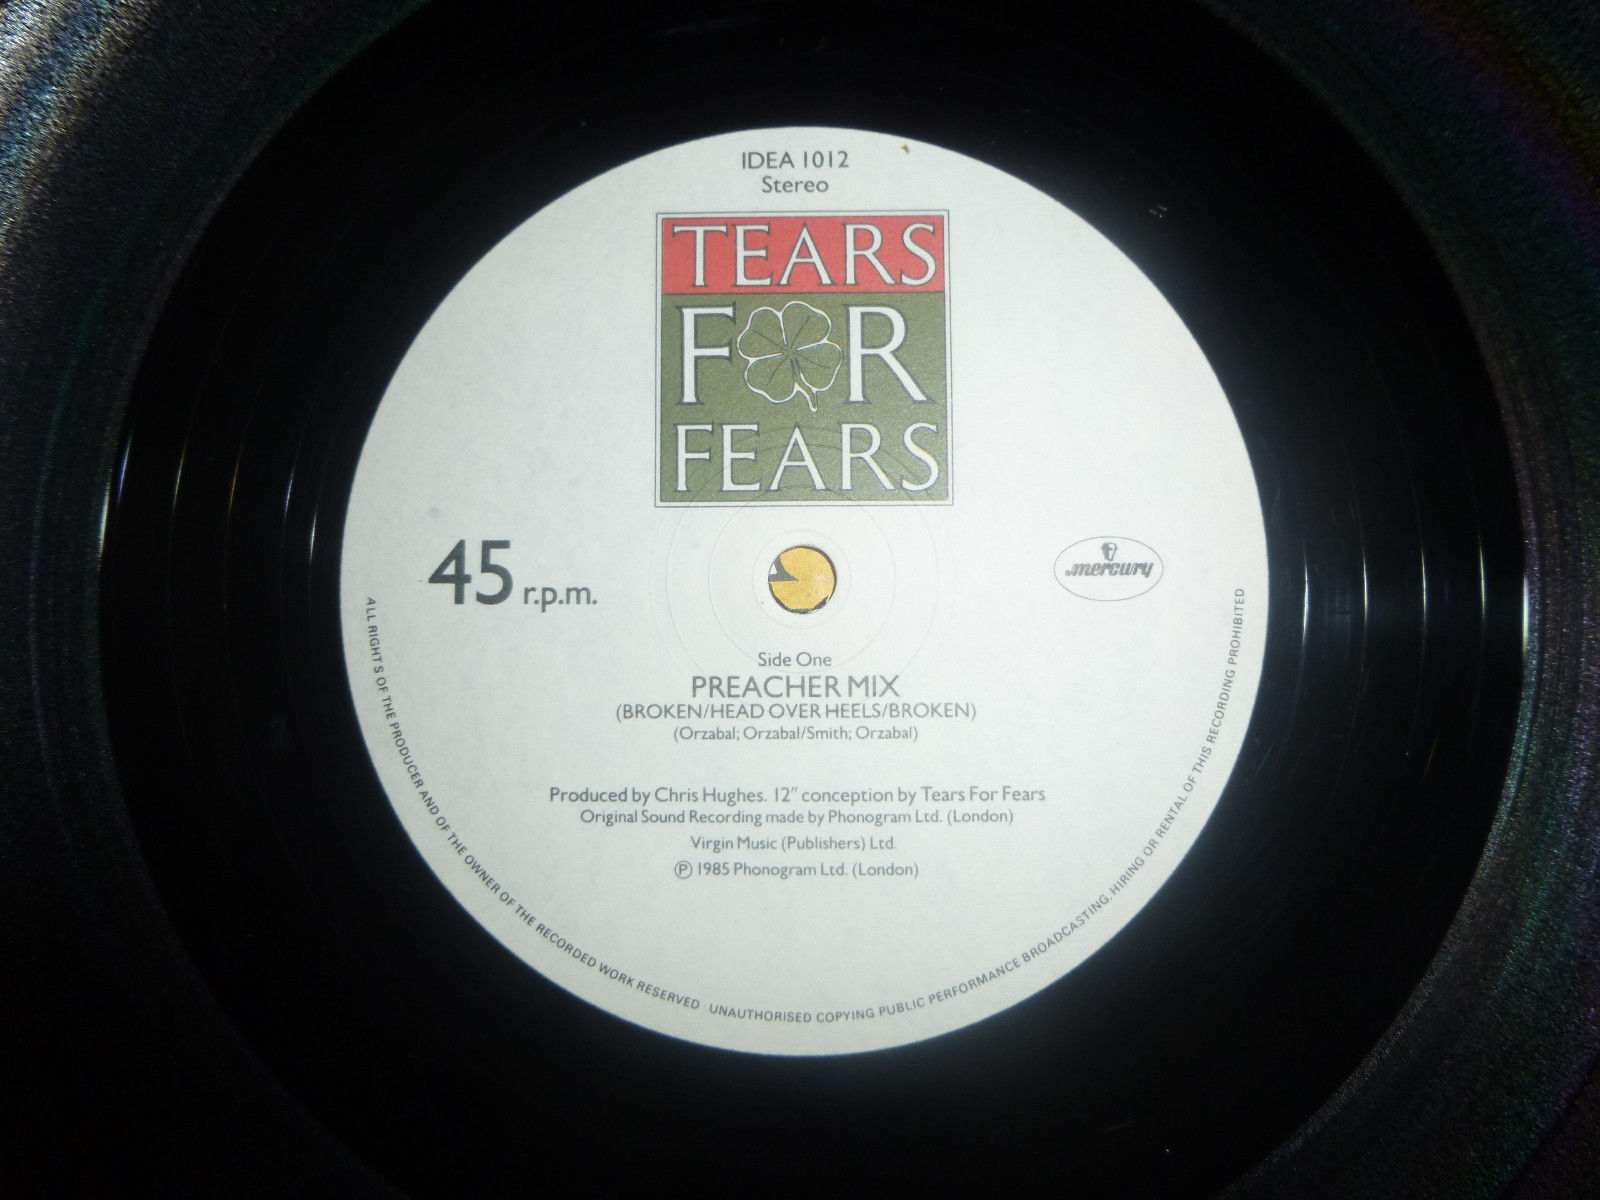 IDEA 1012
Stereo
TEARS
FOR
FEARS
45 r.p.m.
mercury
Side One
PREACHER MIX
(BROKEN/HEAD OVER HEELS/BROKEN)
(Orzabal; Orzabal/Smith; Orzabal)
Produced by Chris Hughes. 12" conception by Tears For Fears
Original Sound Recording made by Phonogram Ltd. (London)
Virgin Music (Publishers) Ltd.
℗ 1985 Phonogram Ltd. (London)
ALL RIGHTS OF THE PRODUCER AND OF THE OWNER OF THE RECORDED WORK RESERVED · UNAUTHORISED COPYING PUBLIC PERFORMANCE BROADCASTING, HIRING OR RENTAL OF THIS RECORDING PROHIBITED